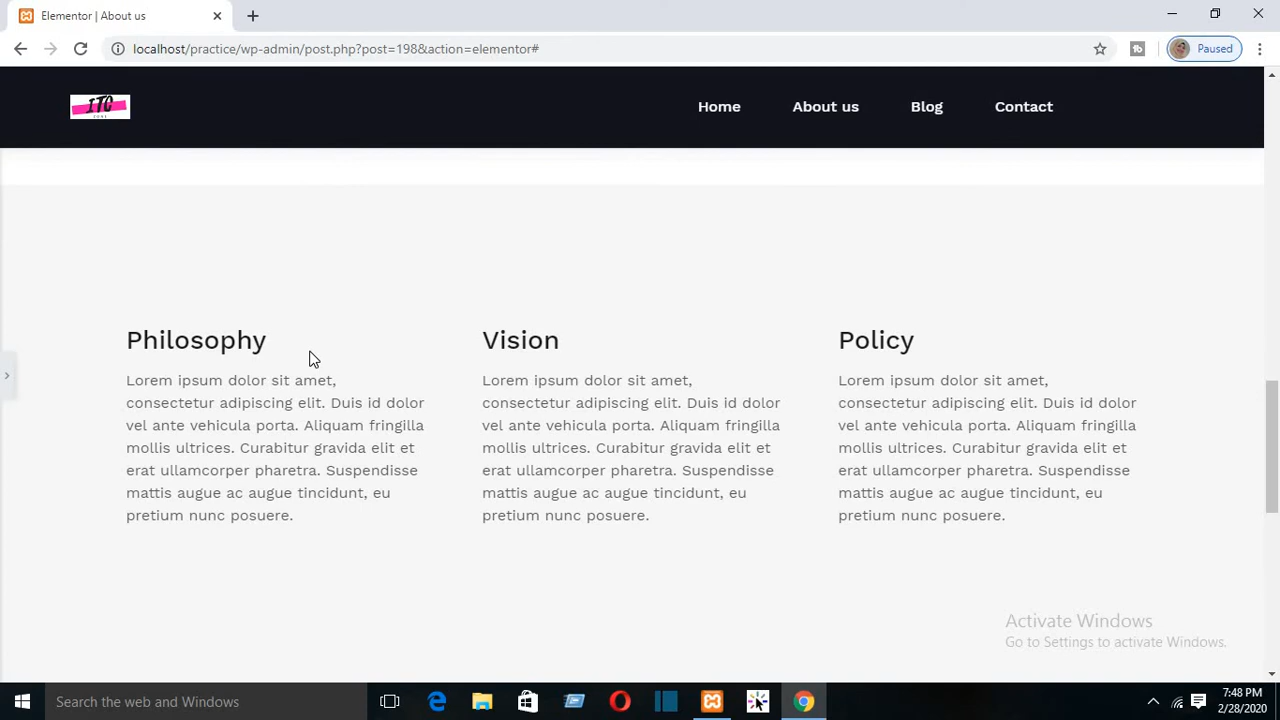 Elementor | About us
localhost/practice/wp-admin/post.php?post=198&action=elementor#
Paused
ITC
Home
About us
Blog
Contact
Philosophy
Lorem ipsum dolor sit amet,
consectetur adipiscing elit. Duis id dolor
vel ante vehicula porta. Aliquam fringilla
mollis ultrices. Curabitur gravida elit et
erat ullamcorper pharetra. Suspendisse
mattis augue ac augue tincidunt, eu
pretium nunc posuere.
Vision
Lorem ipsum dolor sit amet,
consectetur adipiscing elit. Duis id dolor
vel ante vehicula porta. Aliquam fringilla
mollis ultrices. Curabitur gravida elit et
erat ullamcorper pharetra. Suspendisse
mattis augue ac augue tincidunt, eu
pretium nunc posuere.
Policy
Lorem ipsum dolor sit amet,
consectetur adipiscing elit. Duis id dolor
vel ante vehicula porta. Aliquam fringilla
mollis ultrices. Curabitur gravida elit et
erat ullamcorper pharetra. Suspendisse
mattis augue ac augue tincidunt, eu
pretium nunc posuere.
Activate Windows
Go to Settings to activate Windows.
Search the web and Windows
7:48 PM
2/28/2020